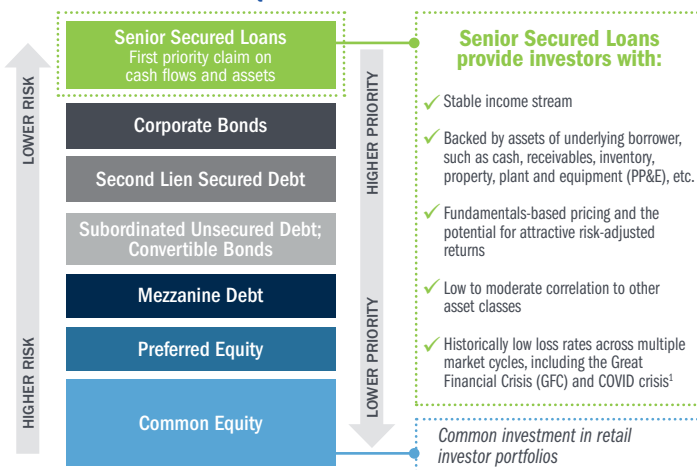 Senior Secured Loans
First priority claim on
cash flows and assets
Corporate Bonds
Second Lien Secured Debt
Subordinated Unsecured Debt;
Convertible Bonds
Mezzanine Debt
Preferred Equity
Common Equity
LOWER RISK
HIGHER RISK
HIGHER PRIORITY
LOWER PRIORITY
Senior Secured Loans
provide investors with:
Stable income stream
Backed by assets of underlying borrower,
such as cash, receivables, inventory,
property, plant and equipment (PP&E), etc.
Fundamentals-based pricing and the
potential for attractive risk-adjusted
returns
Low to moderate correlation to other
asset classes
Historically low loss rates across multiple
market cycles, including the Great
Financial Crisis (GFC) and COVID crisis¹
Common investment in retail
investor portfolios